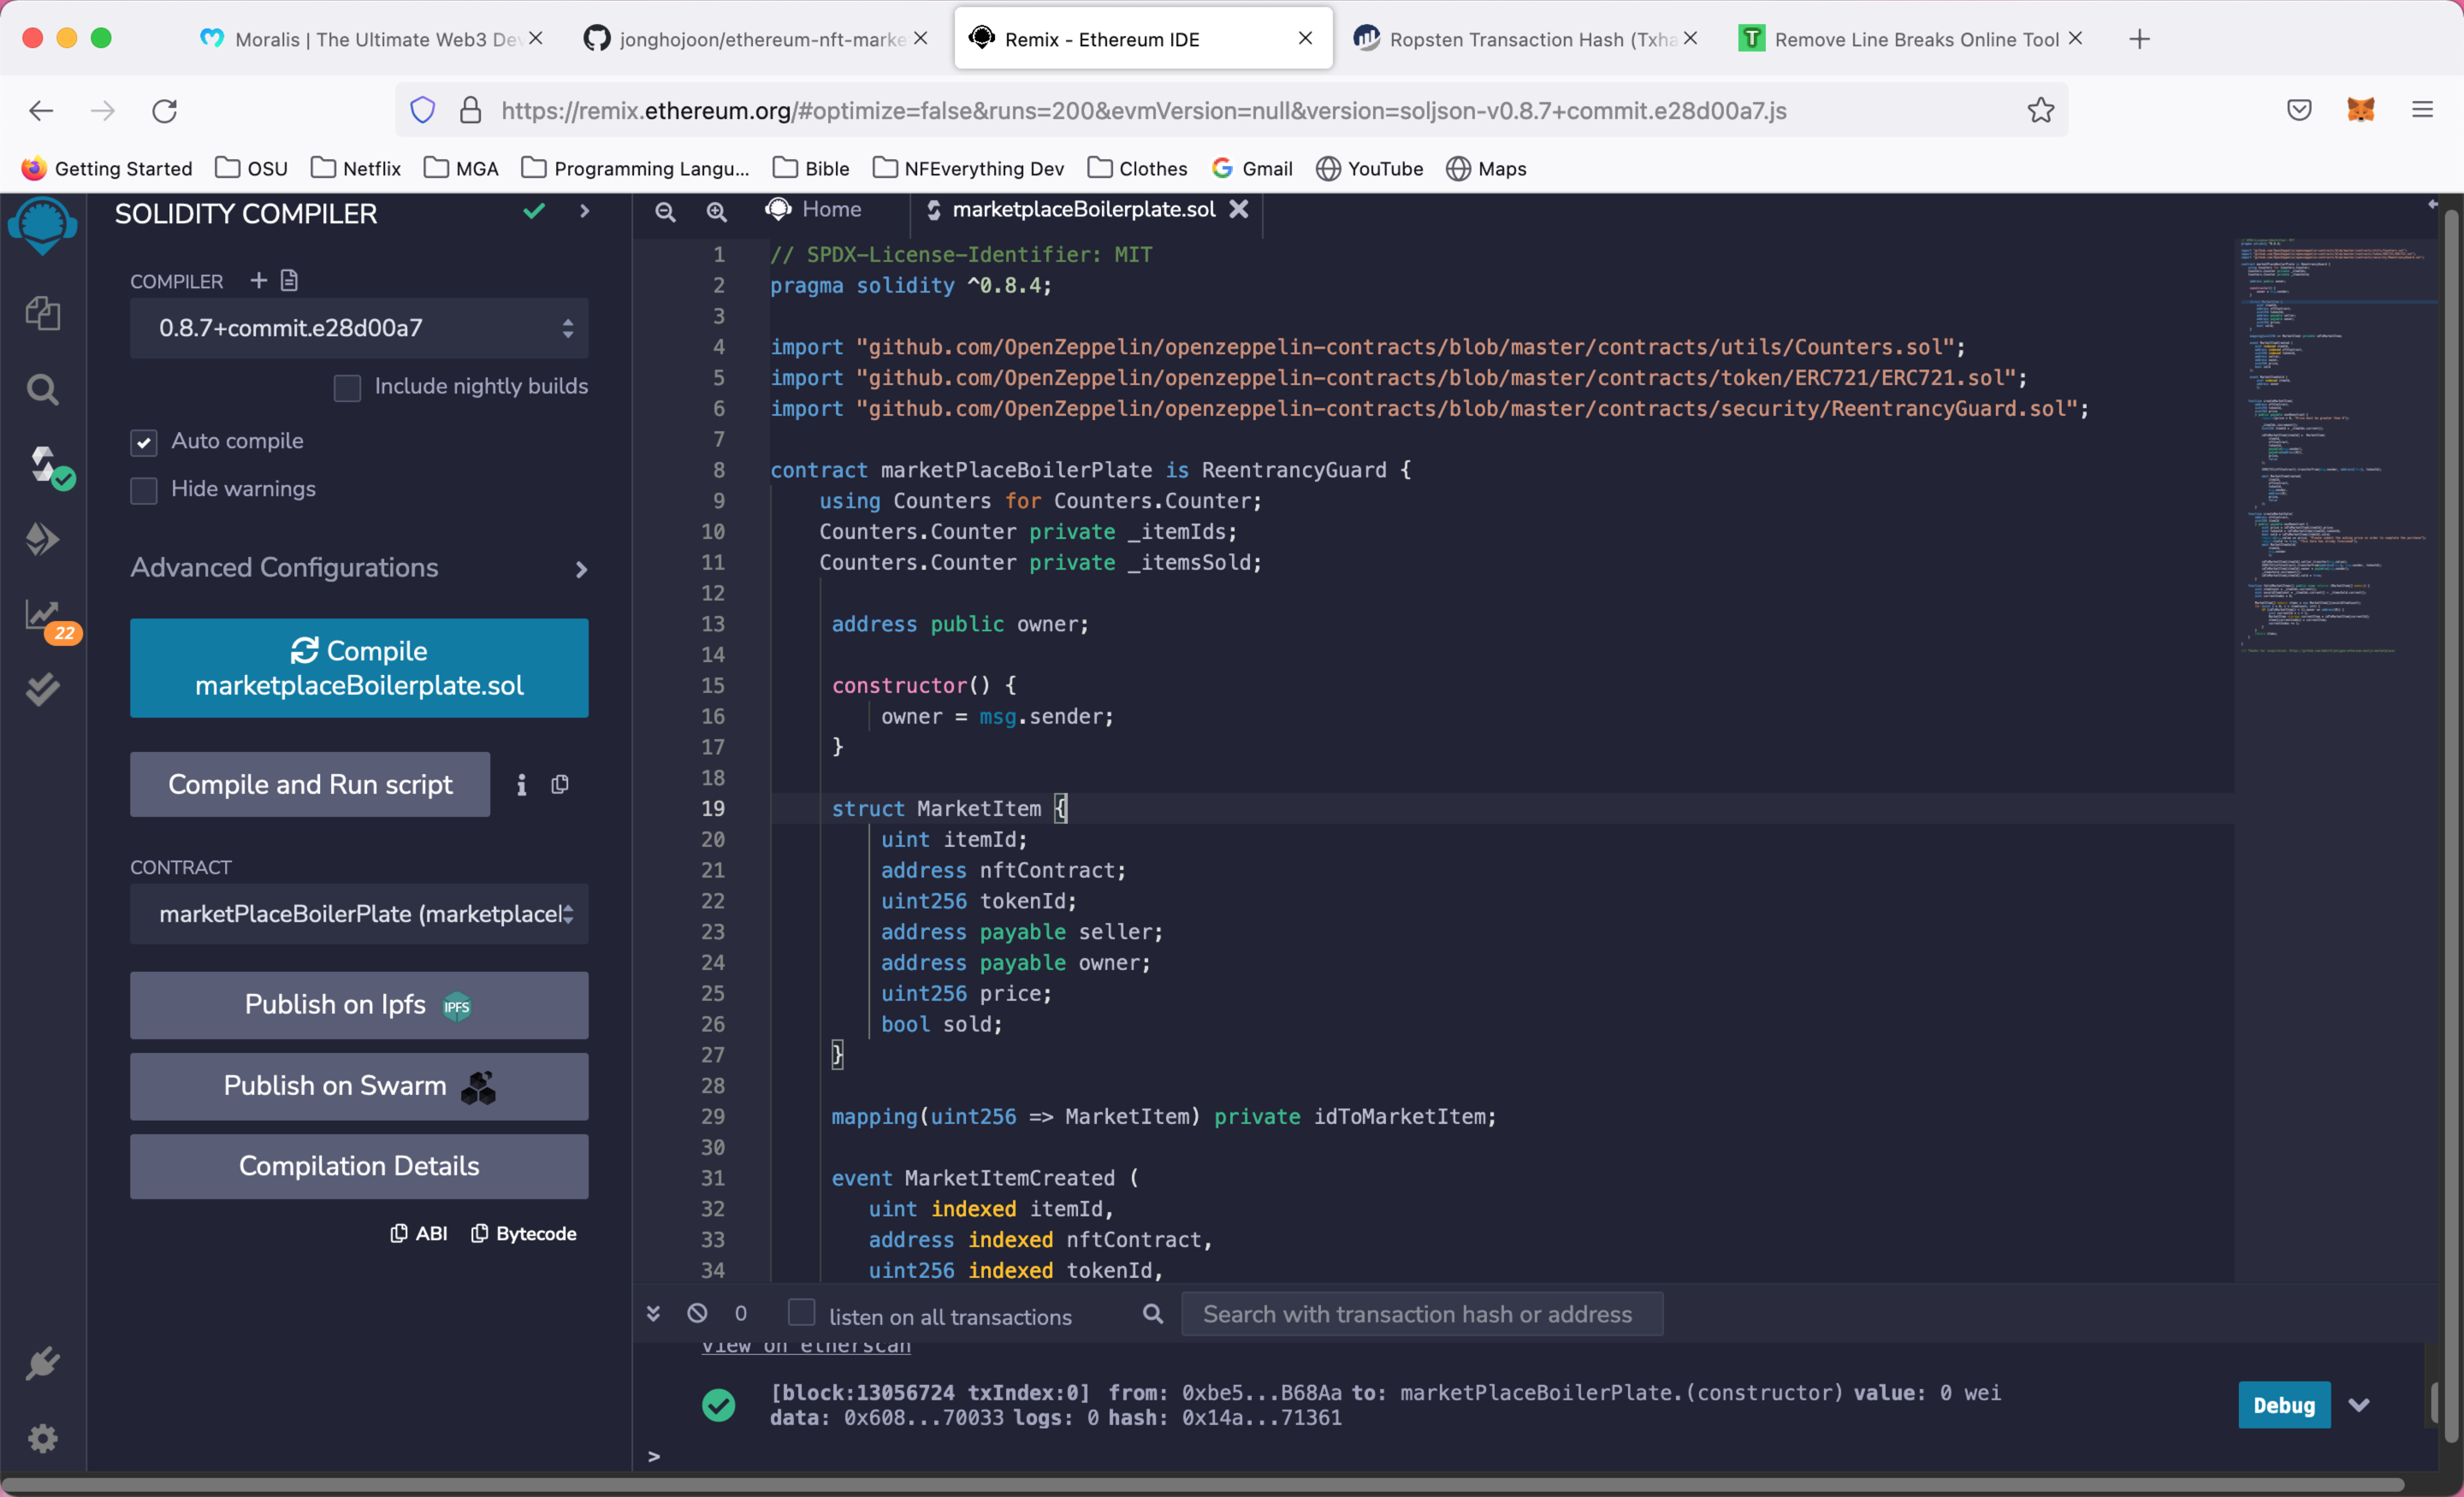 Moralis | The Ultimate Web3 De
jonghojoon/ethereum-nft-marke
Remix - Ethereum IDE
Ropsten Transaction Hash (Txha
Remove Line Breaks Online Tool
https://remix.ethereum.org/#optimize=false&runs=200&evmVersion=null&version=soljson-v0.8.7+commit.e28d00a7.js
Getting Started
OSU
Netflix
MGA
Programming Langu...
Bible
NFEverything Dev
Clothes
Gmail
YouTube
Maps
SOLIDITY COMPILER
COMPILER
0.8.7+commit.e28d00a7
Include nightly builds
Auto compile
Hide warnings
Advanced Configurations
Compile
marketplaceBoilerplate.sol
Compile and Run script
CONTRACT
marketPlaceBoilerPlate (marketplacel
Publish on Ipfs IPFS
Publish on Swarm
Compilation Details
ABI
Bytecode
22
Home
marketplaceBoilerplate.sol
1 // SPDX-License-Identifier: MIT
2 pragma solidity ^0.8.4;
3
4 import "github.com/OpenZeppelin/openzeppelin-contracts/blob/master/contracts/utils/Counters.sol";
5 import "github.com/OpenZeppelin/openzeppelin-contracts/blob/master/contracts/token/ERC721/ERC721.sol";
6 import "github.com/OpenZeppelin/openzeppelin-contracts/blob/master/contracts/security/ReentrancyGuard.sol";
7
8 contract marketPlaceBoilerPlate is ReentrancyGuard {
9 using Counters for Counters.Counter;
10 Counters.Counter private _itemIds;
11 Counters.Counter private _itemsSold;
12
13 address public owner;
14
15 constructor() {
16 owner = msg.sender;
17 }
18
19 struct MarketItem {
20 uint itemId;
21 address nftContract;
22 uint256 tokenId;
23 address payable seller;
24 address payable owner;
25 uint256 price;
26 bool sold;
27 }
28
29 mapping(uint256 => MarketItem) private idToMarketItem;
30
31 event MarketItemCreated (
32 uint indexed itemId,
33 address indexed nftContract,
34 uint256 indexed tokenId,
0
listen on all transactions
Search with transaction hash or address
view on etherscan
[block:13056724 txIndex:0] from: 0xbe5...B68Aa to: marketPlaceBoilerPlate.(constructor) value: 0 wei
data: 0x608...70033 logs: 0 hash: 0x14a...71361
Debug
>